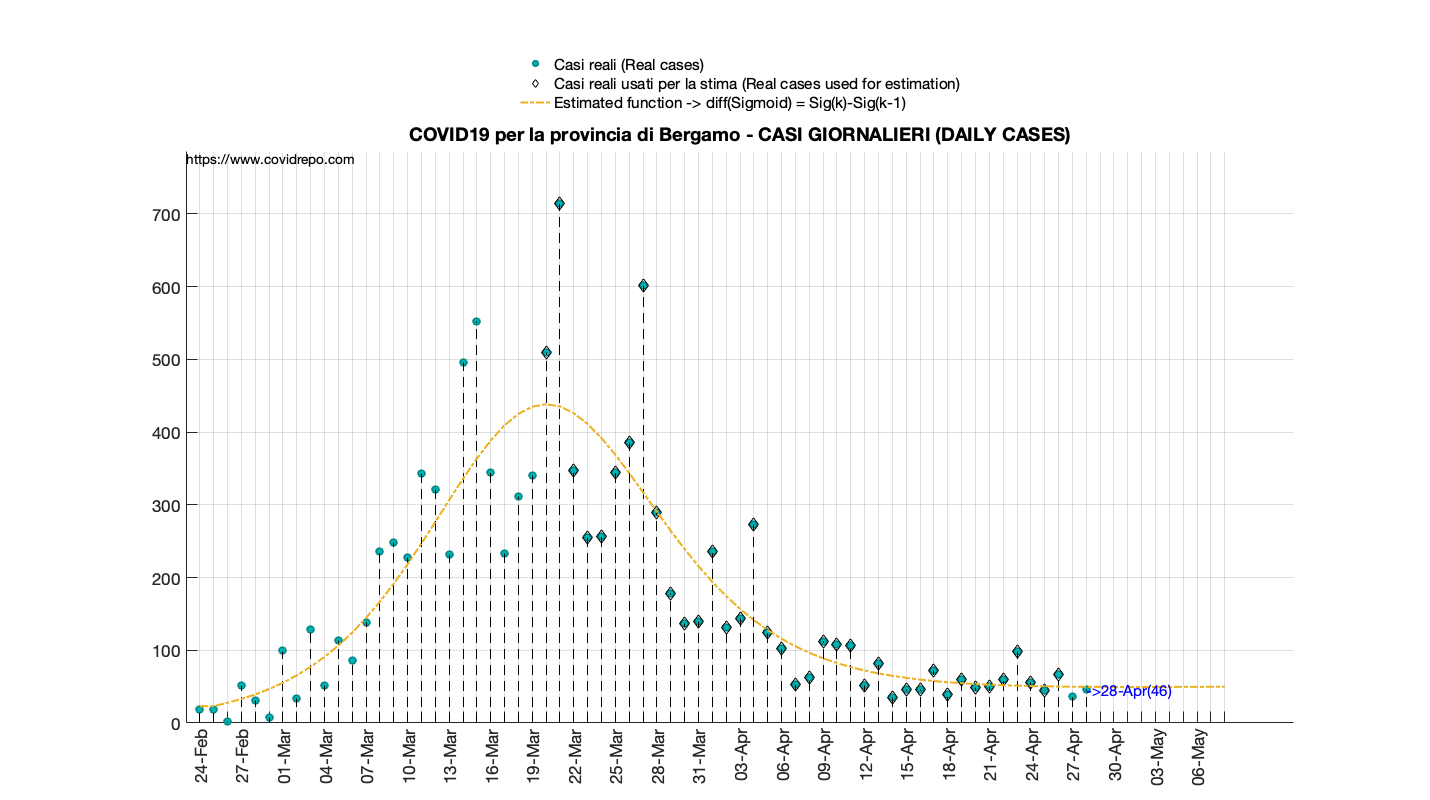 Casi reali (Real cases)
Casi reali usati per la stima (Real cases used for estimation)
Estimated function -> diff(Sigmoid) = Sig(k)-Sig(k-1)
COVID19 per la provincia di Bergamo - CASI GIORNALIERI (DAILY CASES)
https://www.covidrepo.com
700
600
500
400
300
200
100
0
>28-Apr(46)
24-Feb
27-Feb
01-Mar
04-Mar
07-Mar
10-Mar
13-Mar
16-Mar
19-Mar
22-Mar
25-Mar
28-Mar
31-Mar
03-Apr
06-Apr
09-Apr
12-Apr
15-Apr
18-Apr
21-Apr
24-Apr
27-Apr
30-Apr
03-May
06-May